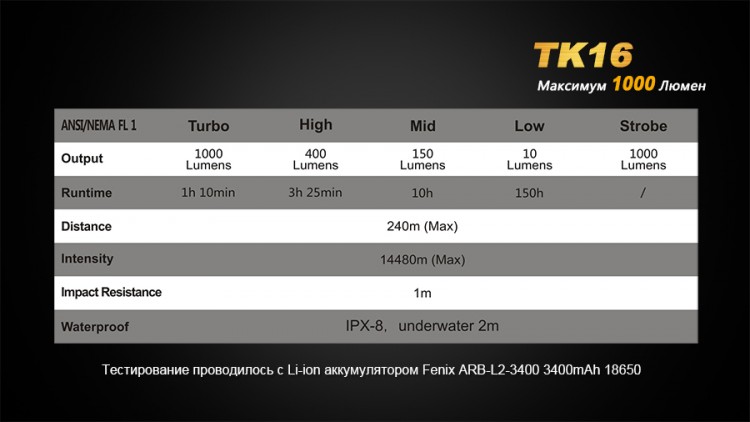 TK16
Максимум 1000 Люмен
ANSI/NEMA FL 1 Turbo High Mid Low Strobe
Output 1000 Lumens 400 Lumens 150 Lumens 10 Lumens 1000 Lumens
Runtime 1h 10min 3h 25min 10h 150h /
Distance 240m (Max)
Intensity 14480m (Max)
Impact Resistance 1m
Waterproof IPX-8, underwater 2m
Тестирование проводилось с Li-ion аккумулятором Fenix ARB-L2-3400 3400mAh 18650